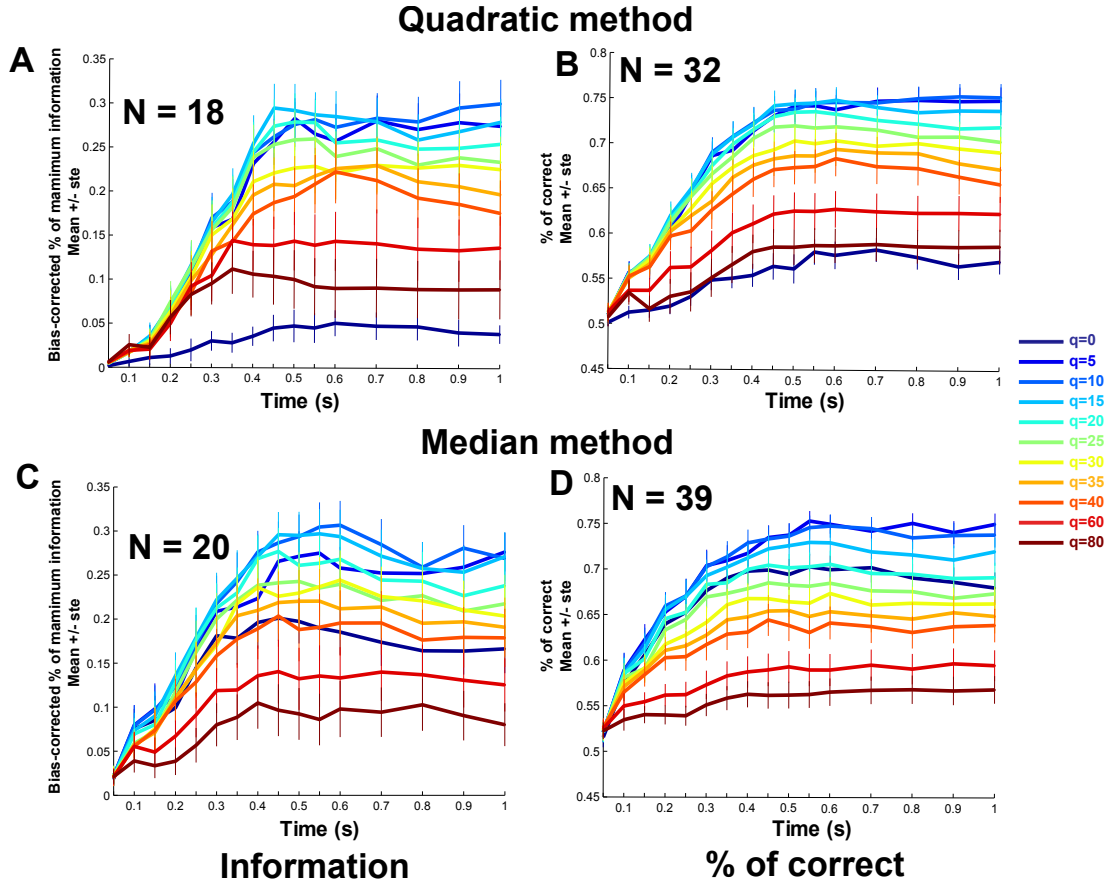 Quadratic method
A
N = 18
Bias-corrected % of mamimum information
Mean +/- ste
0.35
0.3
0.25
0.2
0.15
0.1
0.05
0
0.1 0.2 0.3 0.4 0.5 0.6 0.7 0.8 0.9 1
Time (s)
B
N = 32
% of correct
Mean +/- ste
0.8
0.75
0.7
0.65
0.6
0.55
0.5
0.45
0.1 0.2 0.3 0.4 0.5 0.6 0.7 0.8 0.9 1
Time (s)
q=0
q=5
q=10
q=15
q=20
q=25
q=30
q=35
q=40
q=60
q=80
Median method
C
N = 20
Bias-corrected % of mamimum information
Mean +/- ste
0.35
0.3
0.25
0.2
0.15
0.1
0.05
0
0.1 0.2 0.3 0.4 0.5 0.6 0.7 0.8 0.9 1
Time (s)
D
N = 39
% of correct
Mean +/- ste
0.8
0.75
0.7
0.65
0.6
0.55
0.5
0.45
0.1 0.2 0.3 0.4 0.5 0.6 0.7 0.8 0.9 1
Time (s)
Information
% of correct